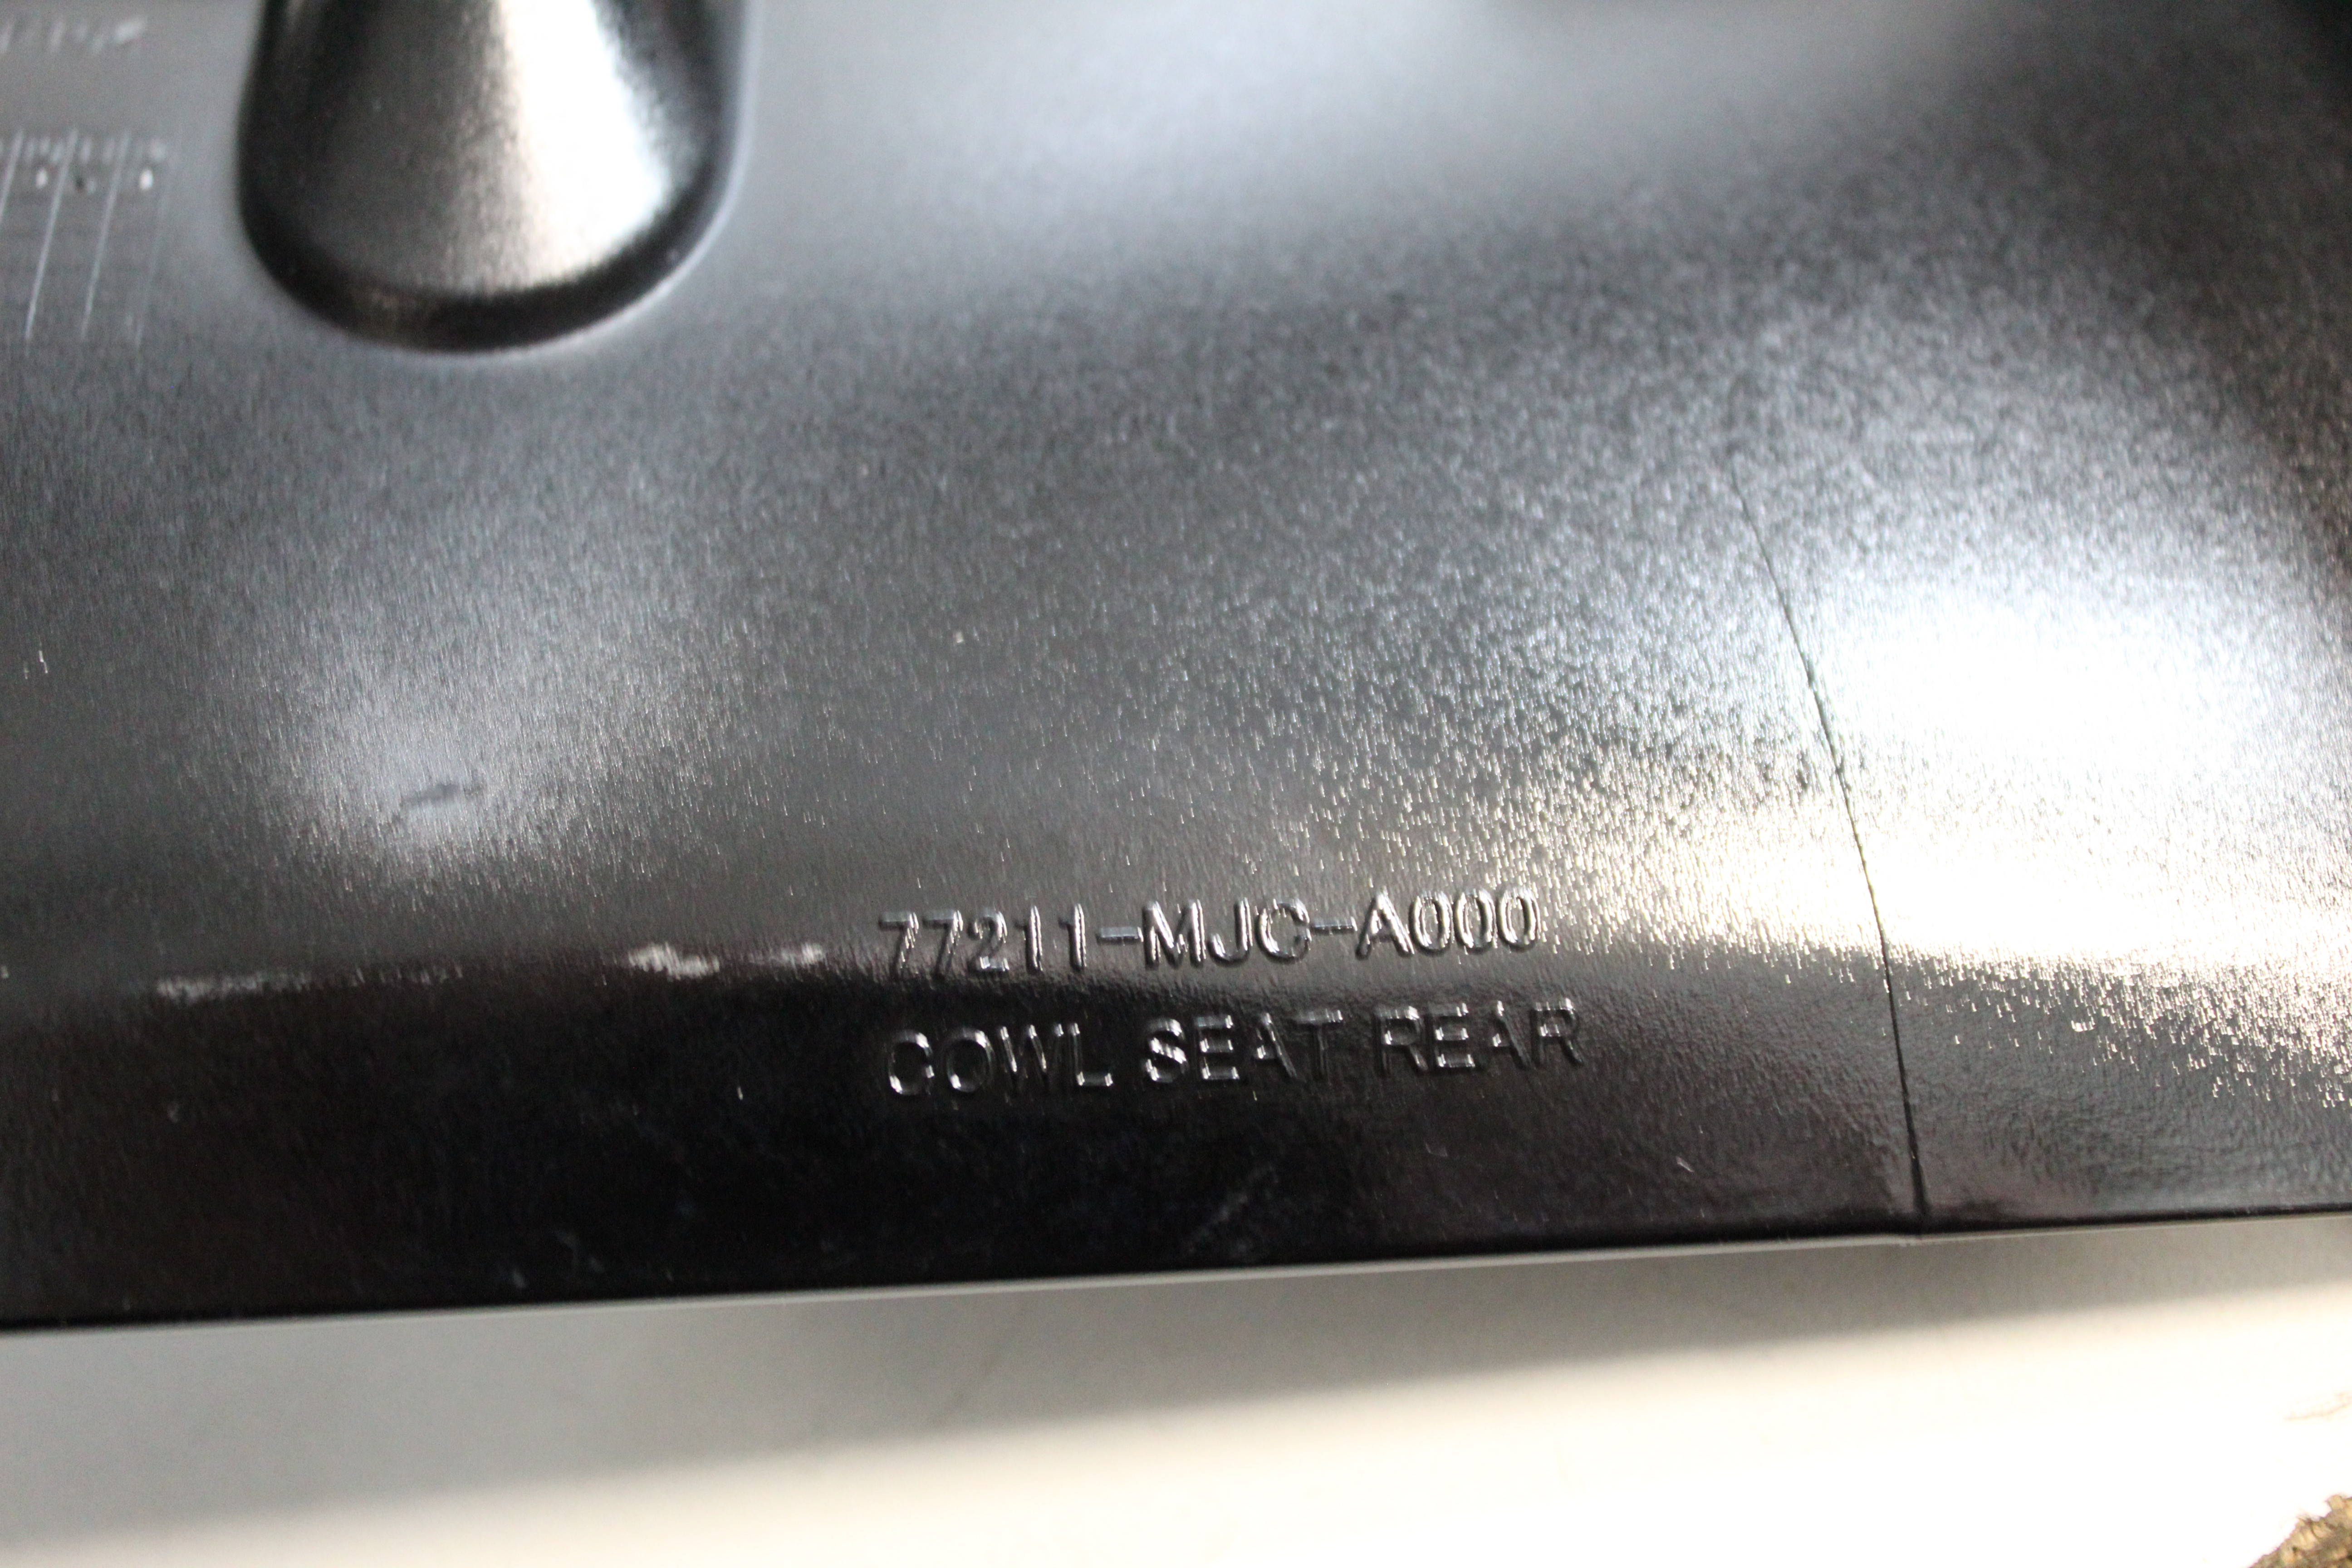 77211-MJC-A000
COWL SEAT REAR